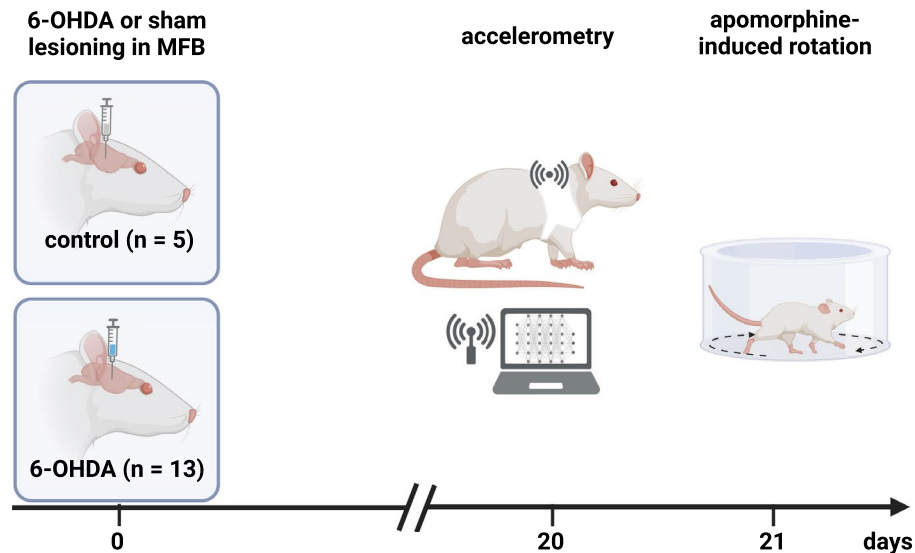 6-OHDA or sham
lesioning in MFB
accelerometry
apomorphine-
induced rotation
control (n = 5)
6-OHDA (n = 13)
0
20
21
days